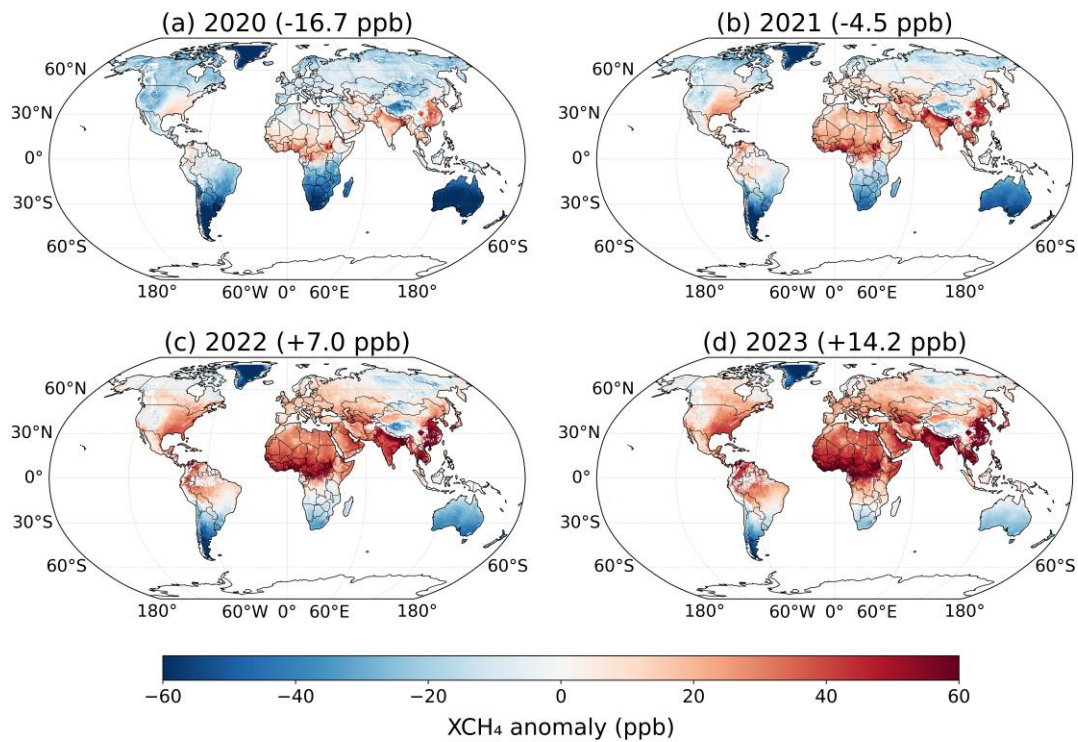 (a) 2020 (-16.7 ppb)
(b) 2021 (-4.5 ppb)
60°N
60°N
30°N
30°N
0°
0°
30°S
30°S
60°S
60°S
60°S
60°S
180°
60°W
0°
60°E
180°
180°
60°W
0°
60°E
180°
(c) 2022 (+7.0 ppb)
(d) 2023 (+14.2 ppb)
60°N
60°N
30°N
30°N
0°
0°
30°S
30°S
60°S
60°S
60°S
60°S
180°
60°W
0°
60°E
180°
180°
60°W
0°
60°E
180°
−60
−40
−20
0
20
40
60
XCH₄ anomaly (ppb)